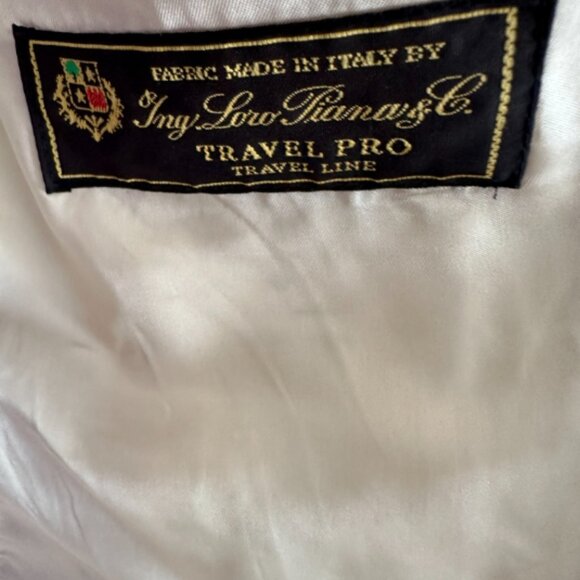 FABRIC MADE IN ITALY BY
Ing Loro Piana & C.
TRAVEL PRO
TRAVEL LINE